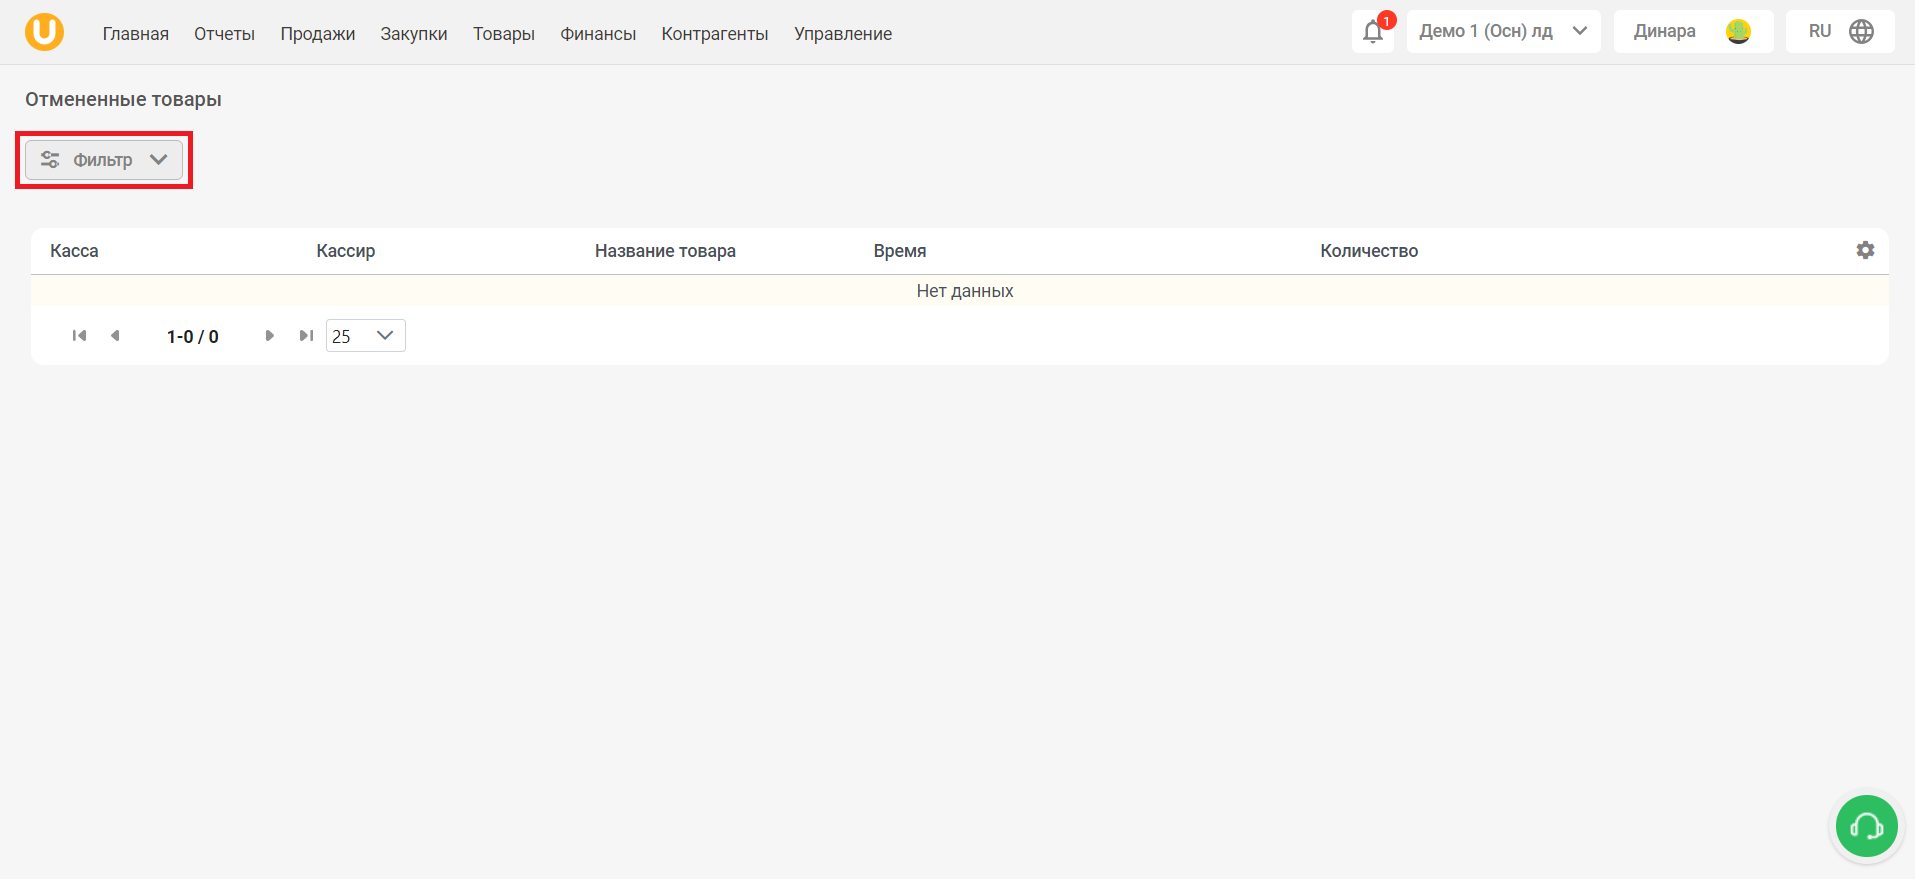 U Главная Отчеты Продажи Закупки Товары Финансы Контрагенты Управление 1 Демо 1 (Осн) лд Динара RU
Отмененные товары
Фильтр
Касса Кассир Название товара Время Количество
Нет данных
1-0 / 0 25